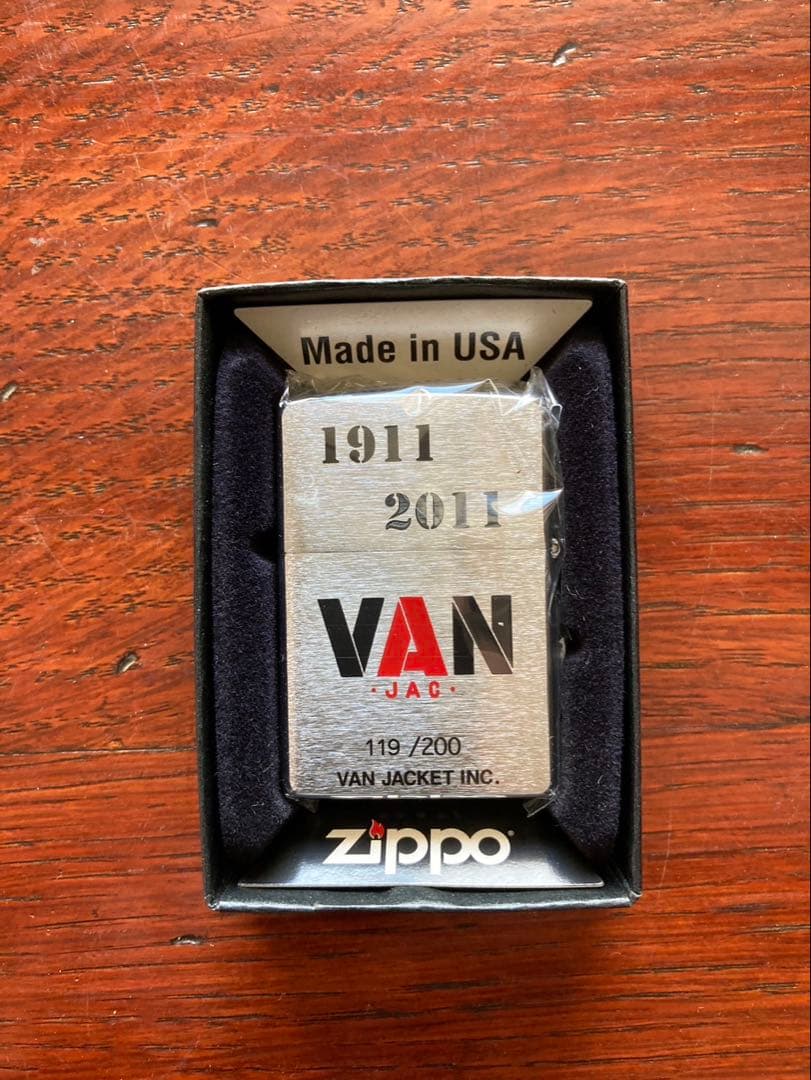 Made in USA
1911
2011
VAN
·JAC·
119 /200
VAN JACKET INC.
zippo